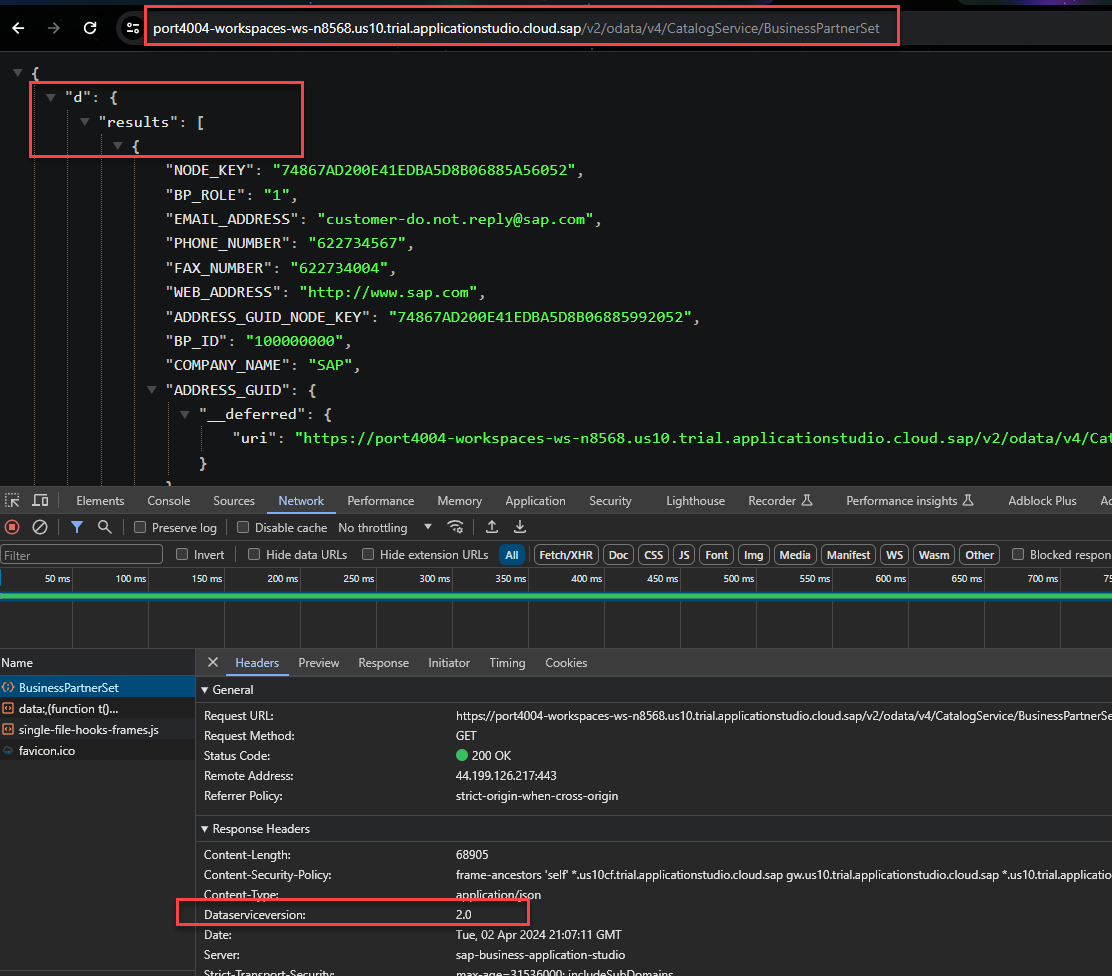 port4004-workspaces-ws-n8568.us10.trial.applicationstudio.cloud.sap/v2/odata/v4/CatalogService/BusinessPartnerSet
{
"d": {
"results": [
{
"NODE_KEY": "74867AD200E41EDBA5D8B06885A56052",
"BP_ROLE": "1",
"EMAIL_ADDRESS": "customer-do.not.reply@sap.com",
"PHONE_NUMBER": "622734567",
"FAX_NUMBER": "622734004",
"WEB_ADDRESS": "http://www.sap.com",
"ADDRESS_GUID_NODE_KEY": "74867AD200E41EDBA5D8B06885992052",
"BP_ID": "100000000",
"COMPANY_NAME": "SAP",
"ADDRESS_GUID": {
"__deferred": {
"uri": "https://port4004-workspaces-ws-n8568.us10.trial.applicationstudio.cloud.sap/v2/odata/v4/Cat
}
Elements Console Sources Network Performance Memory Application Security Lighthouse Recorder Performance insights Adblock Plus
Preserve log Disable cache No throttling
Filter Invert Hide data URLs Hide extension URLs All Fetch/XHR Doc CSS JS Font Img Media Manifest WS Wasm Other Blocked respon
50 ms 100 ms 150 ms 200 ms 250 ms 300 ms 350 ms 400 ms 450 ms 500 ms 550 ms 600 ms 650 ms 700 ms 75
Name Headers Preview Response Initiator Timing Cookies
BusinessPartnerSet
data:,(function t()...
single-file-hooks-frames.js
favicon.ico
General
Request URL: https://port4004-workspaces-ws-n8568.us10.trial.applicationstudio.cloud.sap/v2/odata/v4/CatalogService/BusinessPartnerSe
Request Method: GET
Status Code: 200 OK
Remote Address: 44.199.126.217:443
Referrer Policy: strict-origin-when-cross-origin
Response Headers
Content-Length: 68905
Content-Security-Policy: frame-ancestors 'self' *.us10cf.trial.applicationstudio.cloud.sap gw.us10.trial.applicationstudio.cloud.sap *.us10.trial.applicatio
Content-Type: application/json
Dataserviceversion: 2.0
Date: Tue, 02 Apr 2024 21:07:11 GMT
Server: sap-business-application-studio
Strict-Transport-Security: max-age=31536000; includeSubDomains